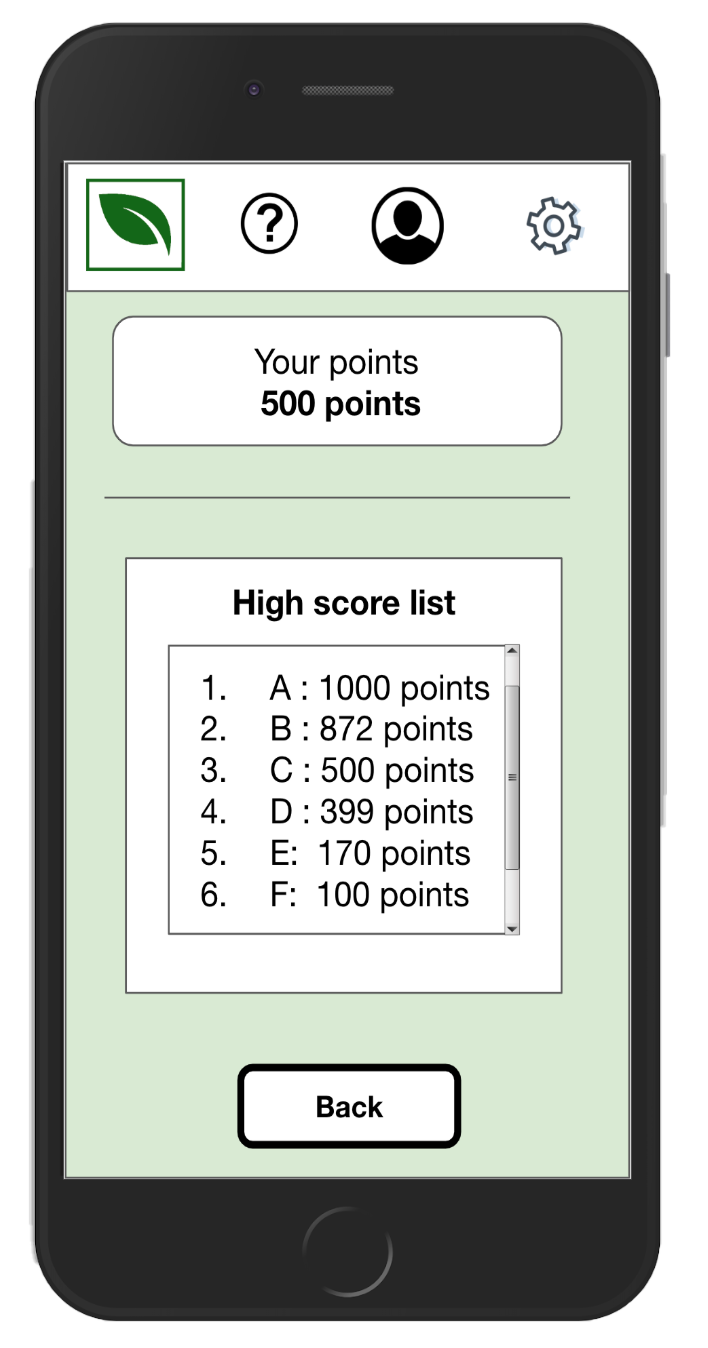 ?
Your points
500 points
High score list
1. A : 1000 points
2. B : 872 points
3. C : 500 points
4. D : 399 points
5. E: 170 points
6. F: 100 points
Back